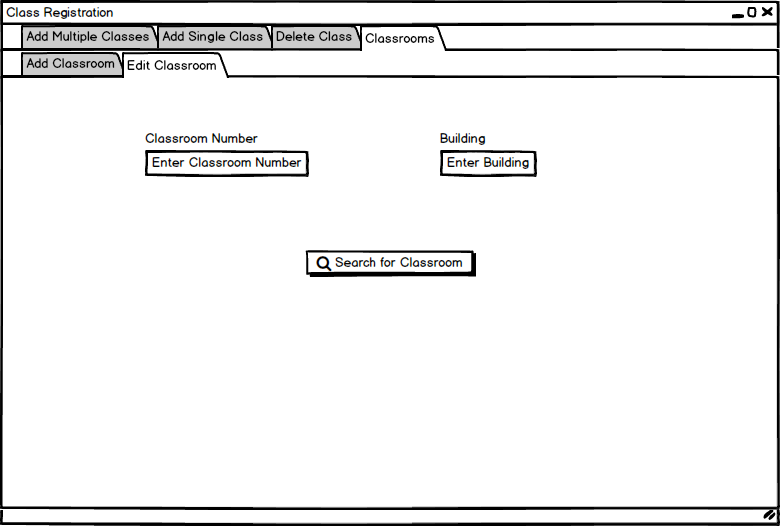 Class Registration
Add Multiple Classes Add Single Class Delete Class Classrooms
Add Classroom Edit Classroom
Classroom Number Building
Enter Classroom Number Enter Building
Search for Classroom